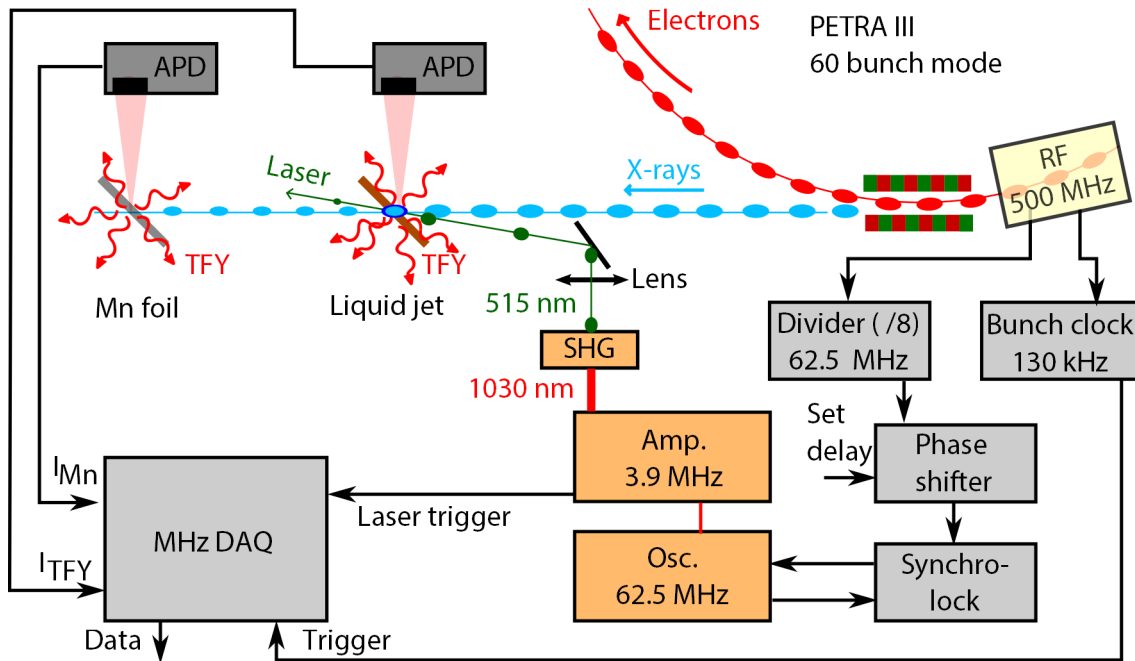 Electrons
PETRA III
60 bunch mode
APD
APD
RF
500 MHz
Laser
X-rays
TFY
TFY
Mn foil
Liquid jet
Lens
515 nm
SHG
1030 nm
Divider ( /8)
62.5 MHz
Bunch clock
130 kHz
Set
delay
Phase
shifter
Amp.
3.9 MHz
IMn
Laser trigger
MHz DAQ
ITFY
Osc.
62.5 MHz
Synchro-
lock
Data
Trigger